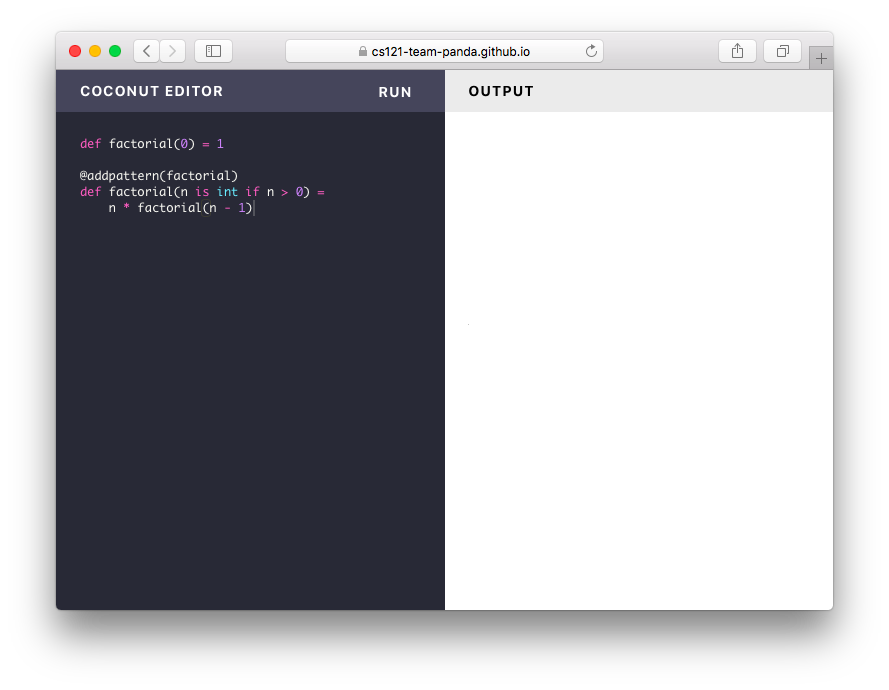 cs121-team-panda.github.io
COCONUT EDITOR
RUN
OUTPUT
def factorial(0) = 1
@addpattern(factorial)
def factorial(n is int if n > 0) =
    n * factorial(n - 1)